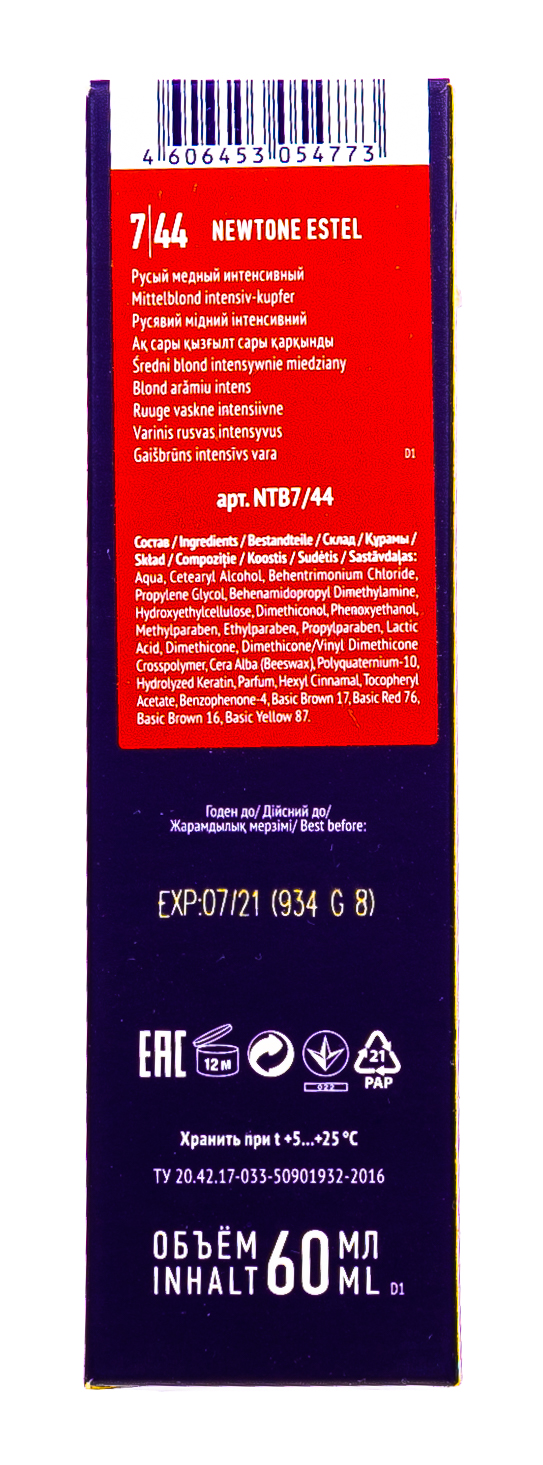 4 606453 054773
7|44 NEWTONE ESTEL
Русый медный интенсивный
Mittelblond intensiv-kupfer
Русявий мідний інтенсивний
Ақ сары қызғылт сары қарқынды
Średni blond intensywnie miedziany
Blond arămiu intens
Ruuge vaskne intensiivne
Varinis rusvas intensyvus
Gaišbrūns intensīvs vara D1
арт. NTB7/44
Состав / Ingredients / Bestandteile / Склад / Құрамы /
Skład / Compoziţie / Koostis / Sudėtis / Sastāvdaļas:
Aqua, Cetearyl Alcohol, Behentrimonium Chloride,
Propylene Glycol, Behenamidopropyl Dimethylamine,
Hydroxyethylcellulose, Dimethiconol, Phenoxyethanol,
Methylparaben, Ethylparaben, Propylparaben, Lactic
Acid, Dimethicone, Dimethicone/Vinyl Dimethicone
Crosspolymer, Cera Alba (Beeswax), Polyquaternium-10,
Hydrolyzed Keratin, Parfum, Hexyl Cinnamal, Tocopheryl
Acetate, Benzophenone-4, Basic Brown 17, Basic Red 76,
Basic Brown 16, Basic Yellow 87.
Годен до/ Дійсний до/
Жарамдылық мерзімі/ Best before:
EXP:07/21 (934 G 8)
EAC 12 м 022 21 PAP
Хранить при t +5...+25 °C
ТУ 20.42.17-033-50901932-2016
ОБЪЁМ 60 МЛ
INHALT ML D1